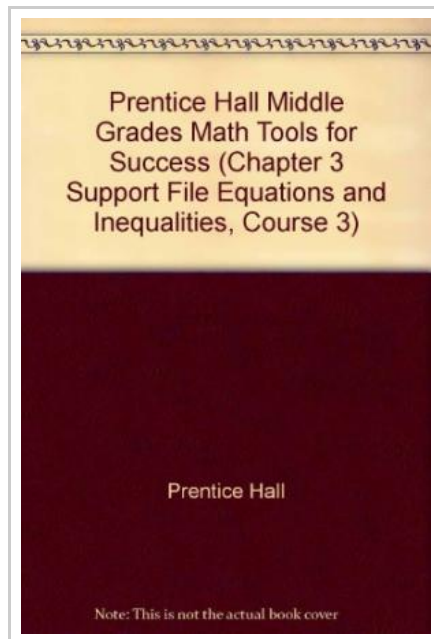 Prentice Hall Middle
Grades Math Tools for
Success (Chapter 3
Support File Equations and
Inequalities, Course 3)
Prentice Hall
Note: This is not the actual book cover